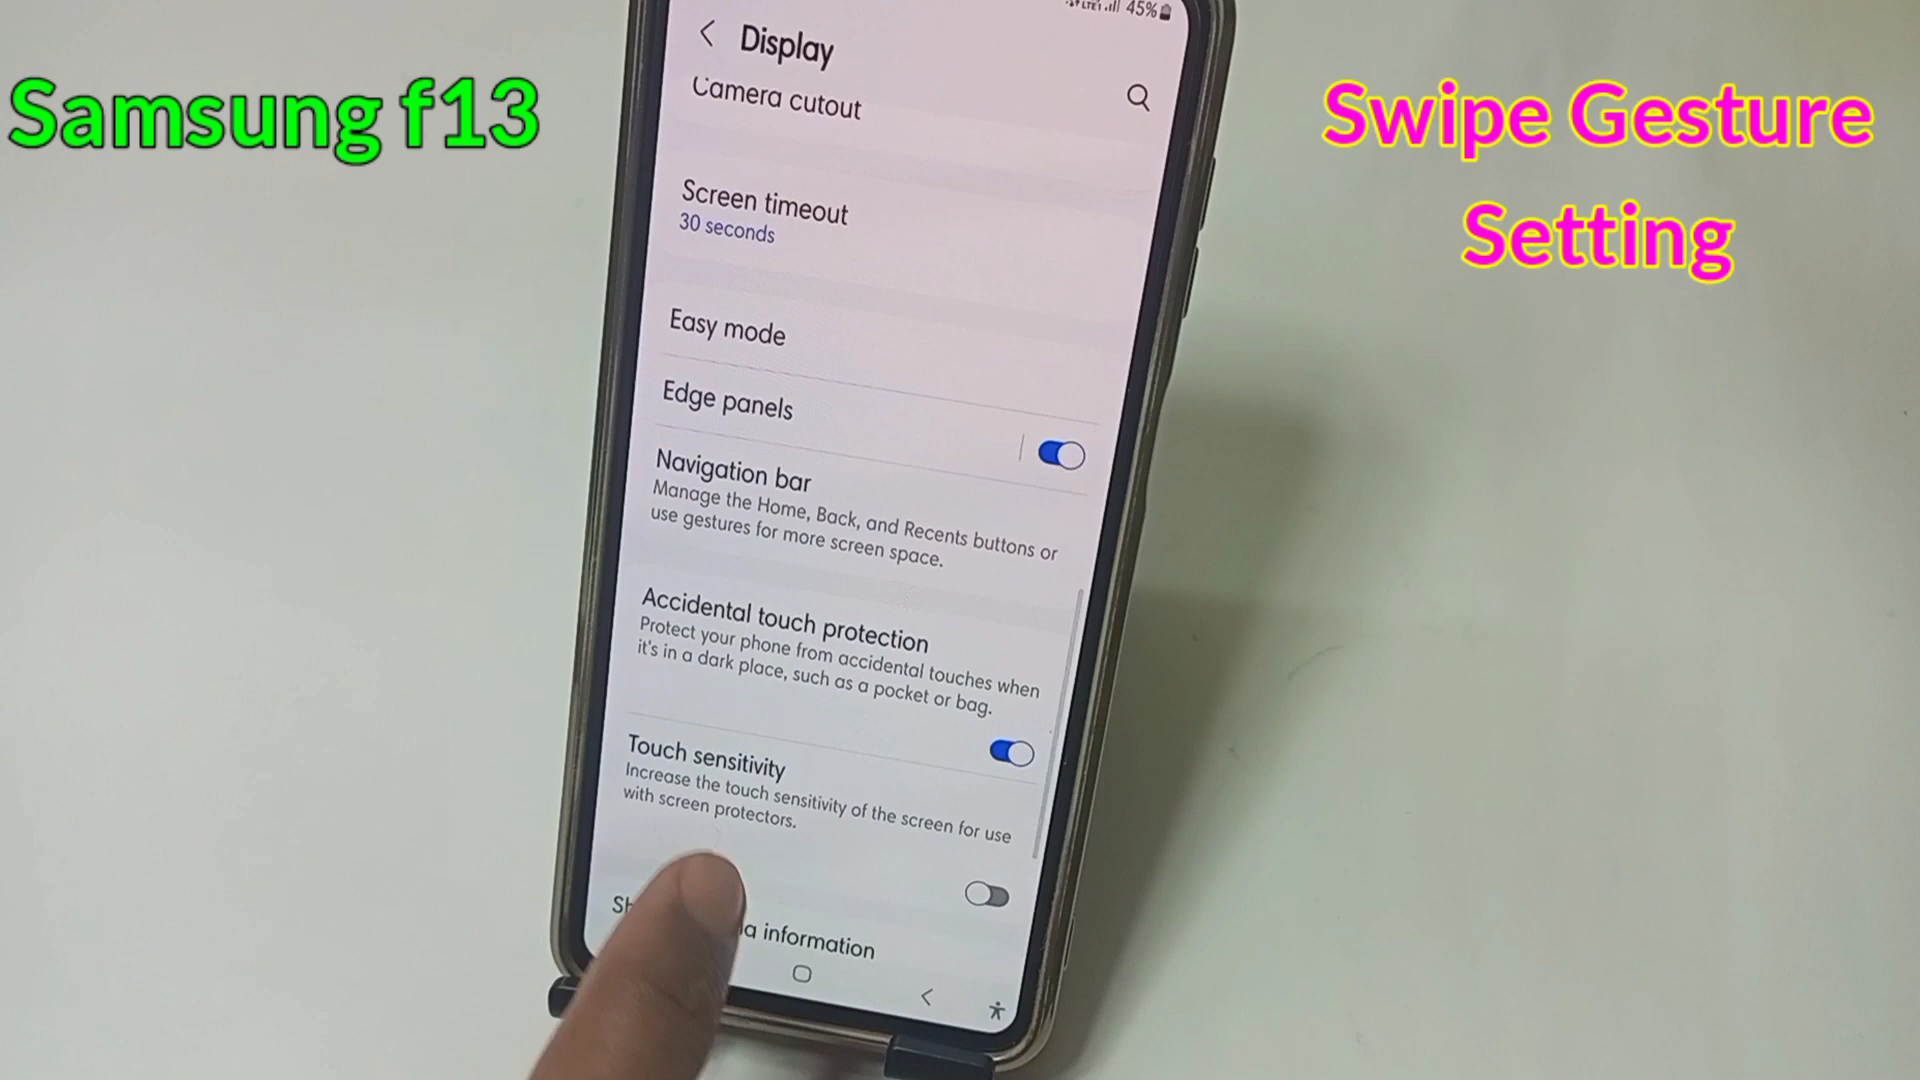 Samsung f13
Swipe Gesture
Setting
45%
Display
Camera cutout
Screen timeout
30 seconds
Easy mode
Edge panels
Navigation bar
Manage the Home, Back, and Recents buttons or
use gestures for more screen space.
Accidental touch protection
Protect your phone from accidental touches when
it's in a dark place, such as a pocket or bag.
Touch sensitivity
Increase the touch sensitivity of the screen for use
with screen protectors.
information